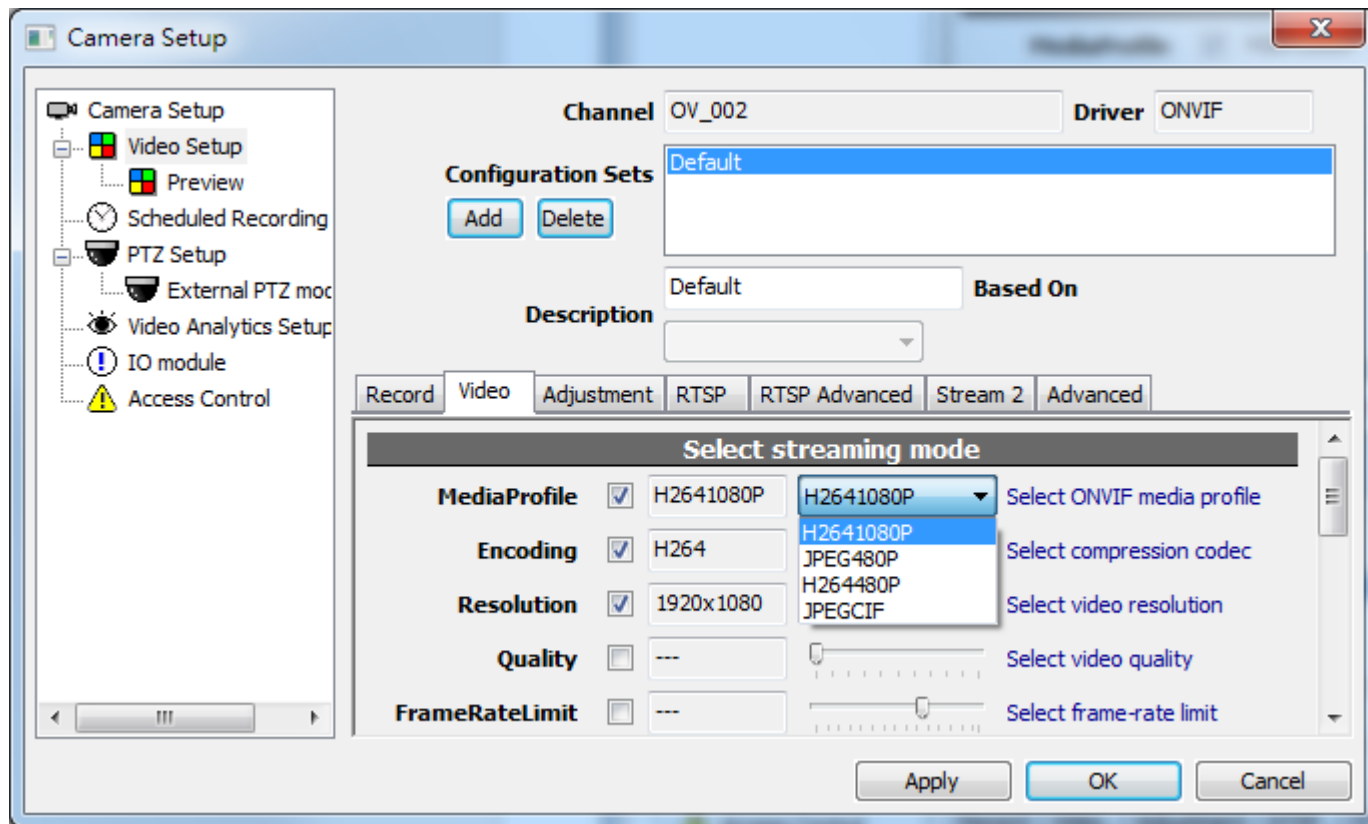 Camera Setup
Camera Setup
Video Setup
Preview
Scheduled Recording
PTZ Setup
External PTZ moc
Video Analytics Setup
IO module
Access Control
Channel OV_002 Driver ONVIF
Configuration Sets Default
Add Delete
Description Default Based On
Record Video Adjustment RTSP RTSP Advanced Stream 2 Advanced
Select streaming mode
MediaProfile H2641080P H2641080P Select ONVIF media profile
H2641080P
JPEG480P
H264480P
JPEGCIF
Encoding H264 Select compression codec
Resolution 1920x1080 Select video resolution
Quality --- Select video quality
FrameRateLimit --- Select frame-rate limit
Apply OK Cancel